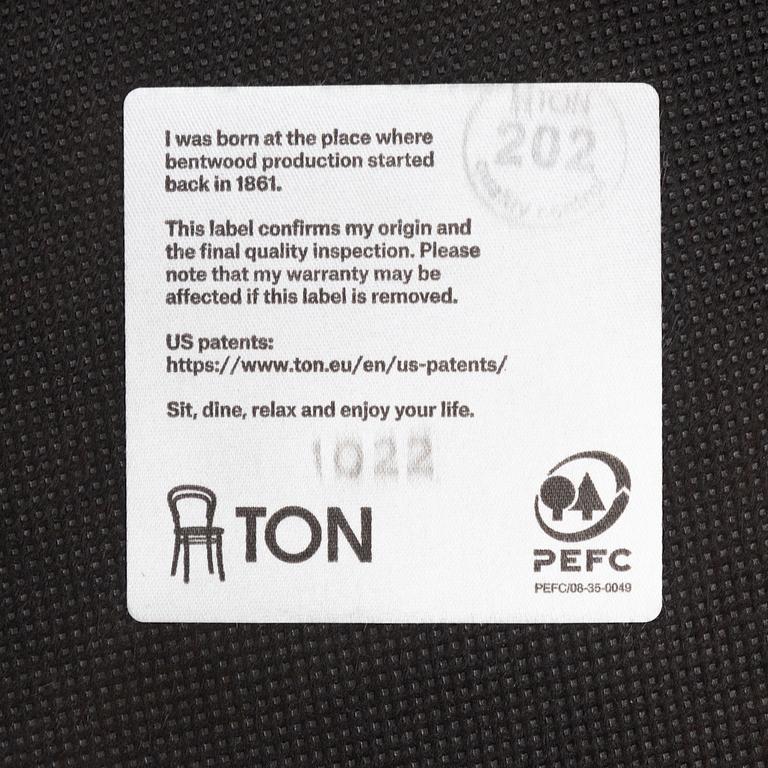 I was born at the place where
bentwood production started
back in 1861.
This label confirms my origin and
the final quality inspection. Please
note that my warranty may be
affected if this label is removed.
US patents:
https://www.ton.eu/en/us-patents/
Sit, dine, relax and enjoy your life.
TON
202
quality control
1022
TON
PEFC
PEFC/08-35-0049